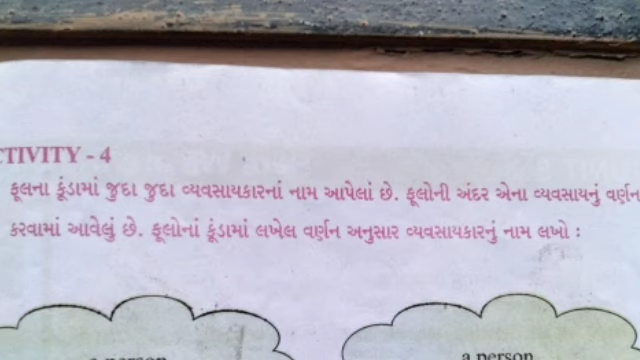 CTIVITY - 4
ફૂલના કૂંડામાં જુદા જુદા વ્યવસાયકારનાં નામ આપેલાં છે. ફૂલોની અંદર એના વ્યવસાયનું વર્ણન
કરવામાં આવેલું છે. ફૂલોનાં કૂંડામાં લખેલ વર્ણન અનુસાર વ્યવસાયકારનું નામ લખો :
a person a person